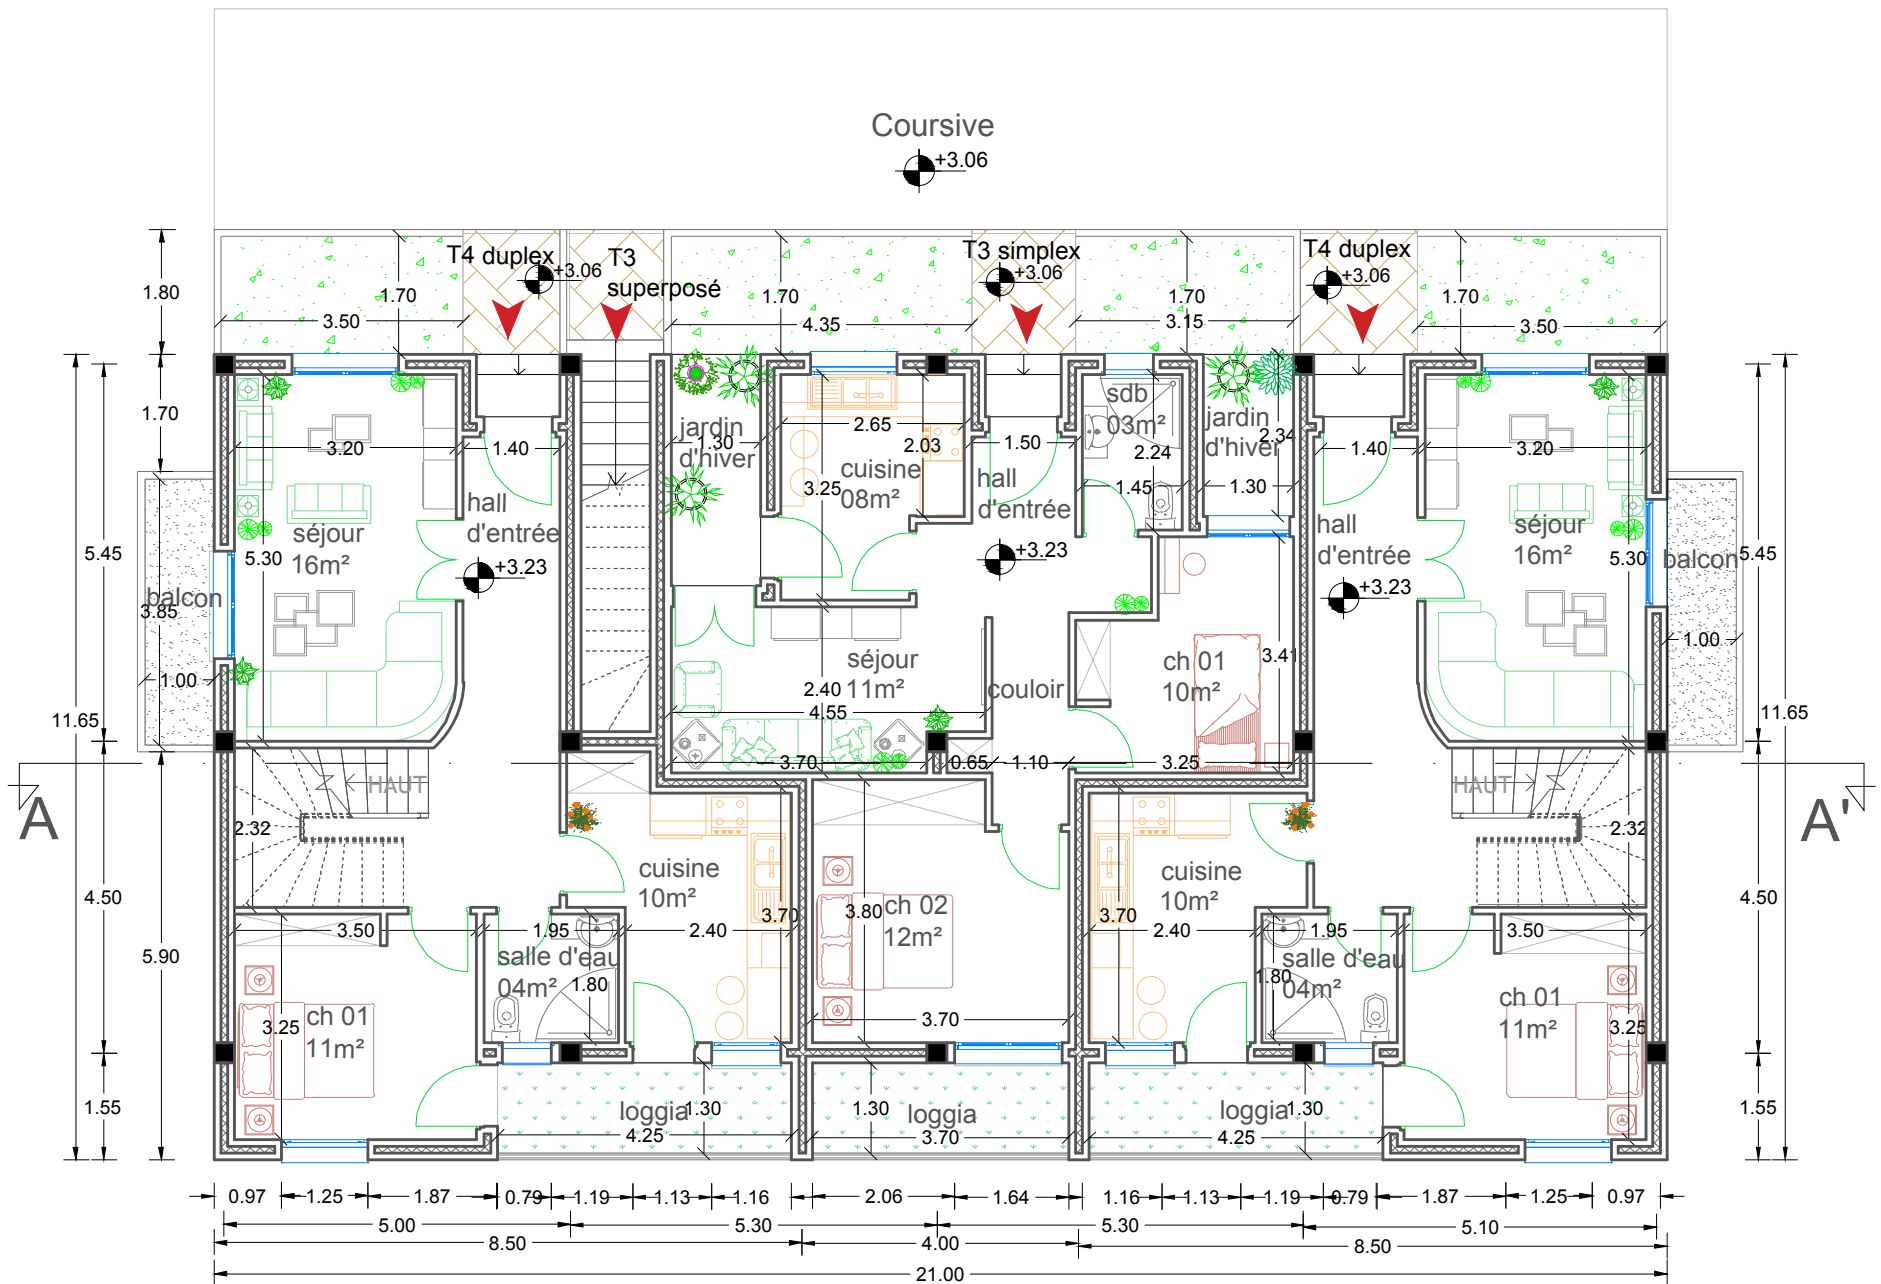 Coursive
+3.06
T4 duplex
+3.06
T3
superposé
T3 simplex
+3.06
T4 duplex
+3.06
1.80
1.70
3.50
1.70
4.35
1.70
3.15
1.70
3.50
1.70
5.45
11.65
4.50
5.90
1.55
3.20
1.40
hall
d'entrée
+3.23
séjour
16m²
5.30
balcon
3.85
1.00
jardin
1.30
d'hiver
2.65
2.03
cuisine
08m²
3.25
1.50
hall
d'entrée
+3.23
sdb
03m²
2.24
1.45
jardin
d'hiver
2.34
1.30
1.40
hall
d'entrée
+3.23
3.20
séjour
16m²
5.30
balcon
5.45
1.00
11.65
4.50
1.55
séjour
11m²
2.40
4.55
3.70
couloir
0.65
1.10
ch 01
10m²
3.41
3.25
A
A'
HAUT
2.32
HAUT
2.32
cuisine
10m²
3.70
2.40
3.50
1.95
salle d'eau
04m²
1.80
ch 01
11m²
3.25
3.80
ch 02
12m²
3.70
cuisine
10m²
3.70
2.40
1.95
salle d'eau
04m²
1.80
3.50
ch 01
11m²
3.25
loggia
1.30
4.25
1.30
loggia
3.70
loggia
1.30
4.25
0.97
1.25
1.87
0.79
1.19
1.13
1.16
2.06
1.64
1.16
1.13
1.19
0.79
1.87
1.25
0.97
5.00
5.30
5.30
5.10
8.50
4.00
8.50
21.00